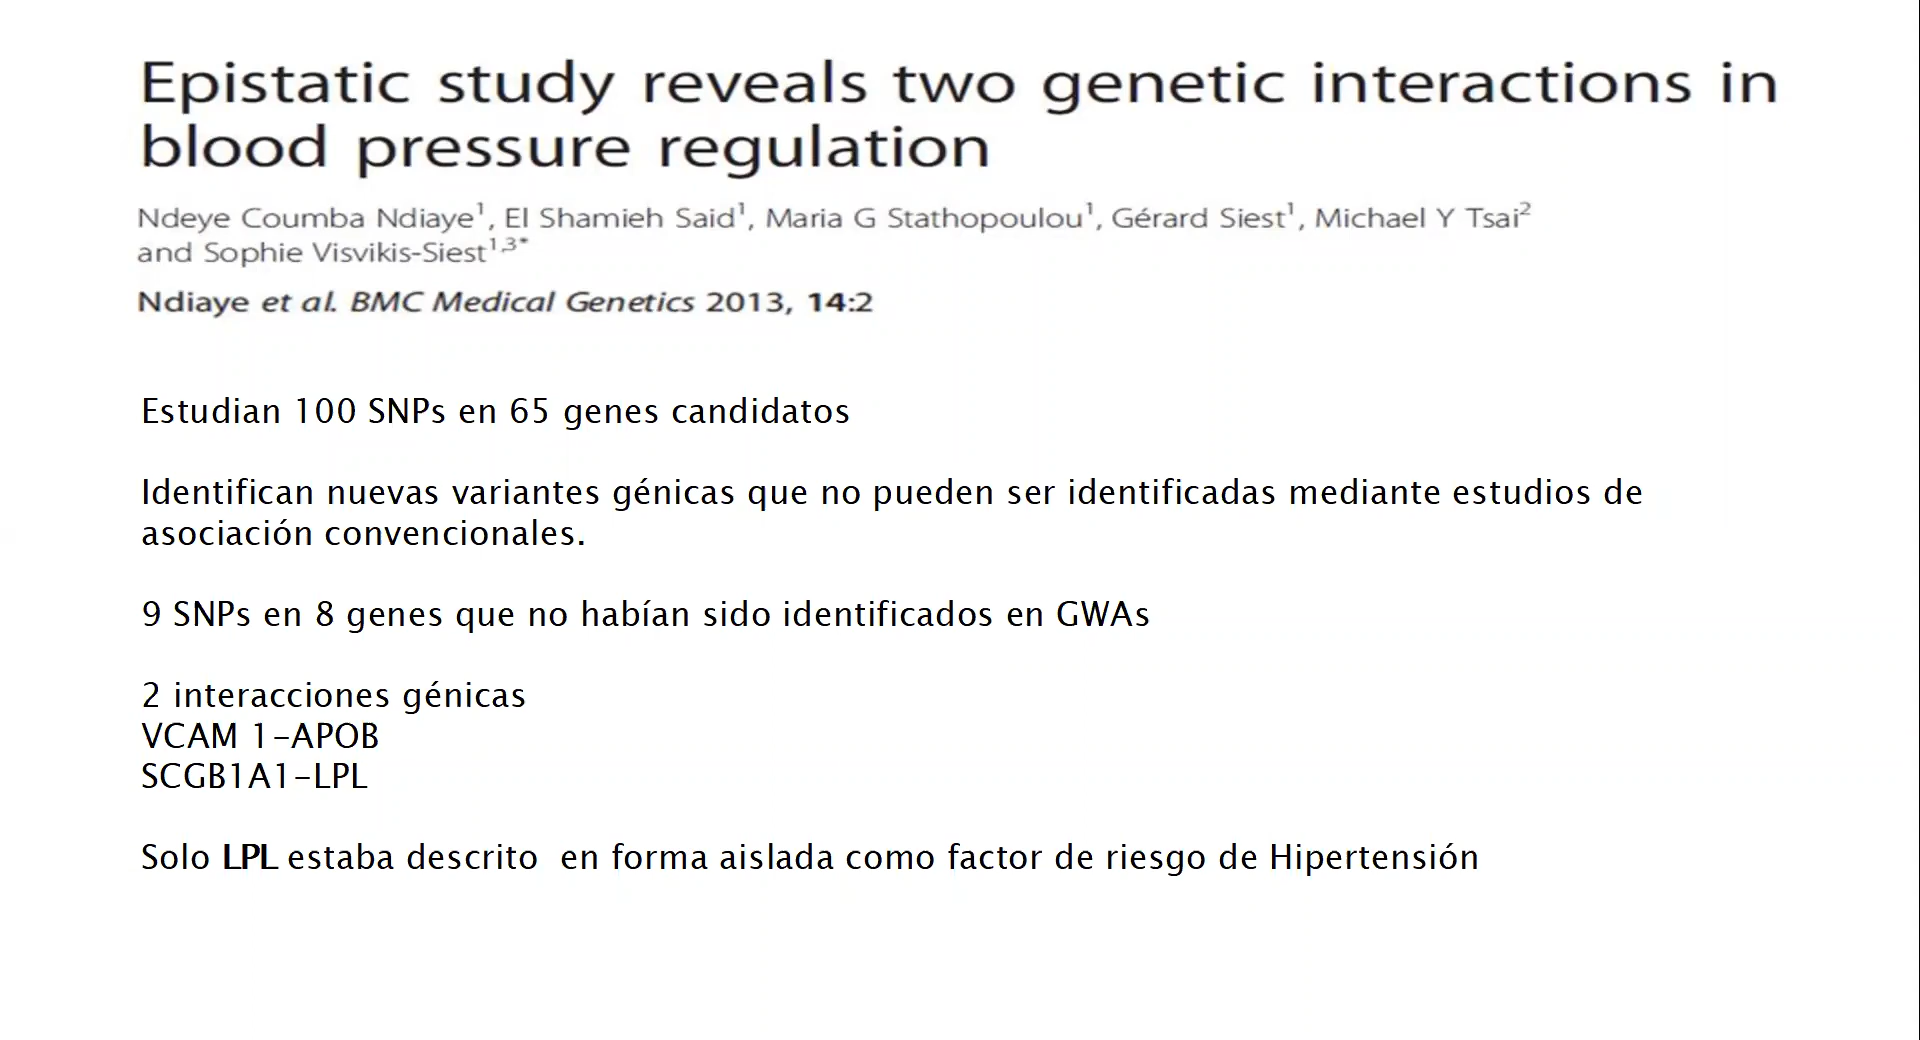 Epistatic study reveals two genetic interactions in
blood pressure regulation
Ndeye Coumba Ndiaye1, El Shamieh Said1, Maria G Stathopoulou1, Gérard Siest1, Michael Y Tsai2
and Sophie Visvikis-Siest1,3*
Ndiaye et al. BMC Medical Genetics 2013, 14:2
Estudian 100 SNPs en 65 genes candidatos
Identifican nuevas variantes génicas que no pueden ser identificadas mediante estudios de
asociación convencionales.
9 SNPs en 8 genes que no habían sido identificados en GWAs
2 interacciones génicas
VCAM 1-APOB
SCGB1A1-LPL
Solo LPL estaba descrito  en forma aislada como factor de riesgo de Hipertensión